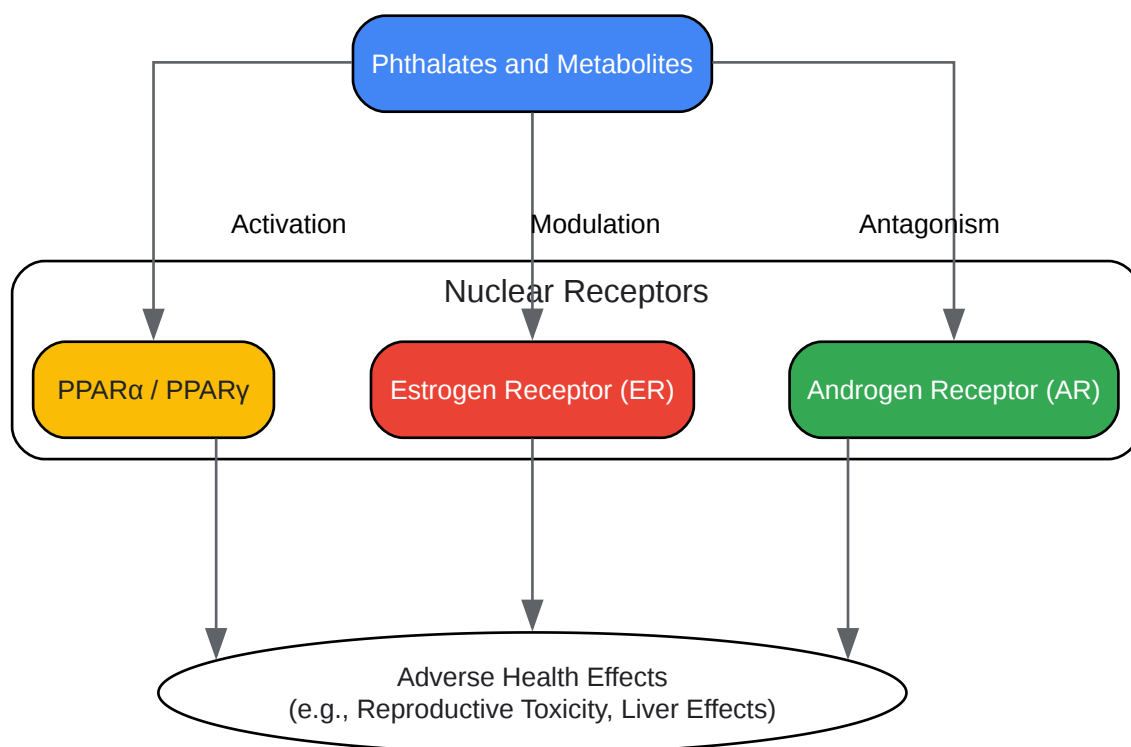 Phthalates and Metabolites
Activation
Modulation
Antagonism
Nuclear Receptors
PPARα / PPARγ
Estrogen Receptor (ER)
Androgen Receptor (AR)
Adverse Health Effects
(e.g., Reproductive Toxicity, Liver Effects)